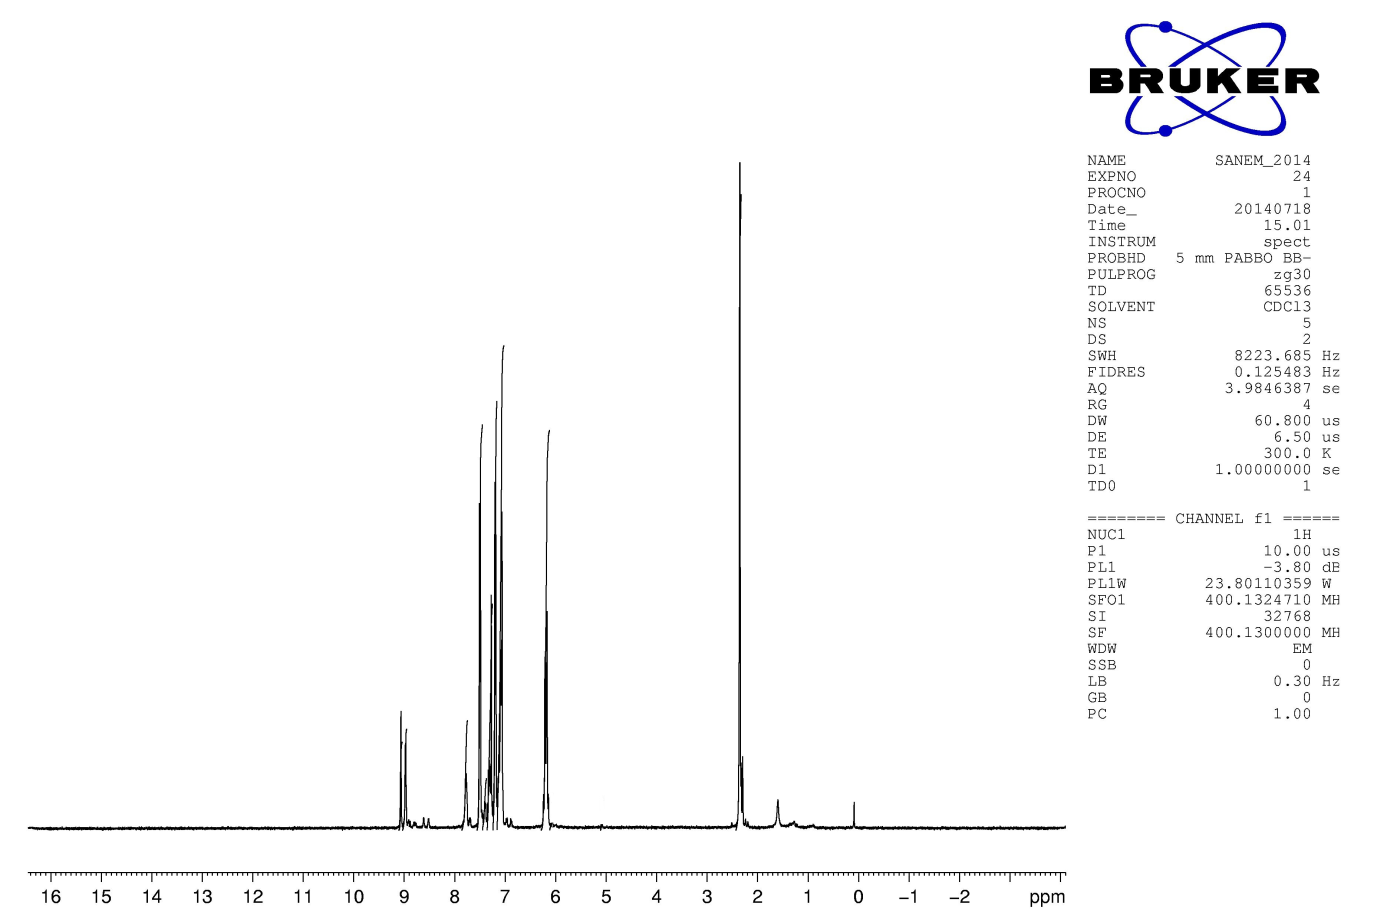 BRUKER
NAME SANEM_2014
EXPNO 24
PROCNO 1
Date_ 20140718
Time 15.01
INSTRUM spect
PROBHD 5 mm PABBO BB-
PULPROG zg30
TD 65536
SOLVENT CDCl3
NS 5
DS 2
SWH 8223.685 Hz
FIDRES 0.125483 Hz
AQ 3.9846387 se
RG 4
DW 60.800 us
DE 6.50 us
TE 300.0 K
D1 1.00000000 se
TD0 1
======== CHANNEL f1 ======
NUC1 1H
P1 10.00 us
PL1 -3.80 dB
PL1W 23.80110359 W
SFO1 400.1324710 MH
SI 32768
SF 400.1300000 MH
WDW EM
SSB 0
LB 0.30 Hz
GB 0
PC 1.00
16 15 14 13 12 11 10 9 8 7 6 5 4 3 2 1 0 -1 -2 ppm